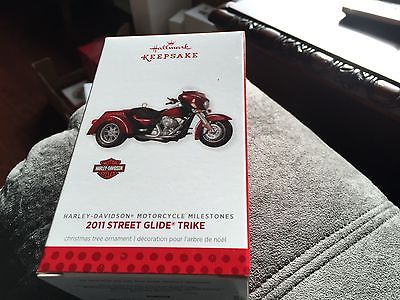 Hallmark
KEEPSAKE
HARLEY-DAVIDSON
HARLEY-DAVIDSON® MOTORCYCLE MILESTONES
2011 STREET GLIDE® TRIKE
christmas tree ornament | décoration pour l'arbre de noël